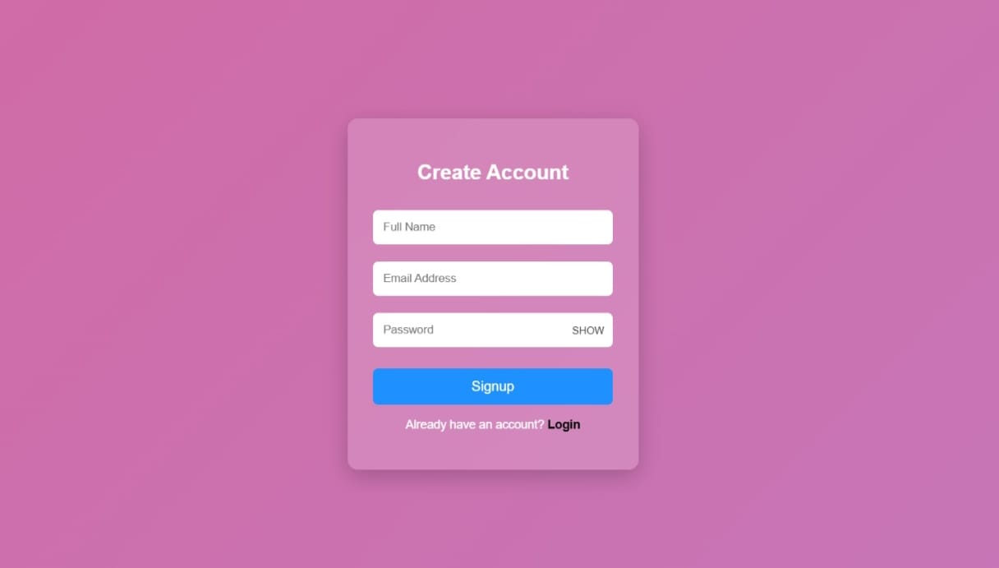 Create Account
Full Name
Email Address
Password SHOW
Signup
Already have an account? Login